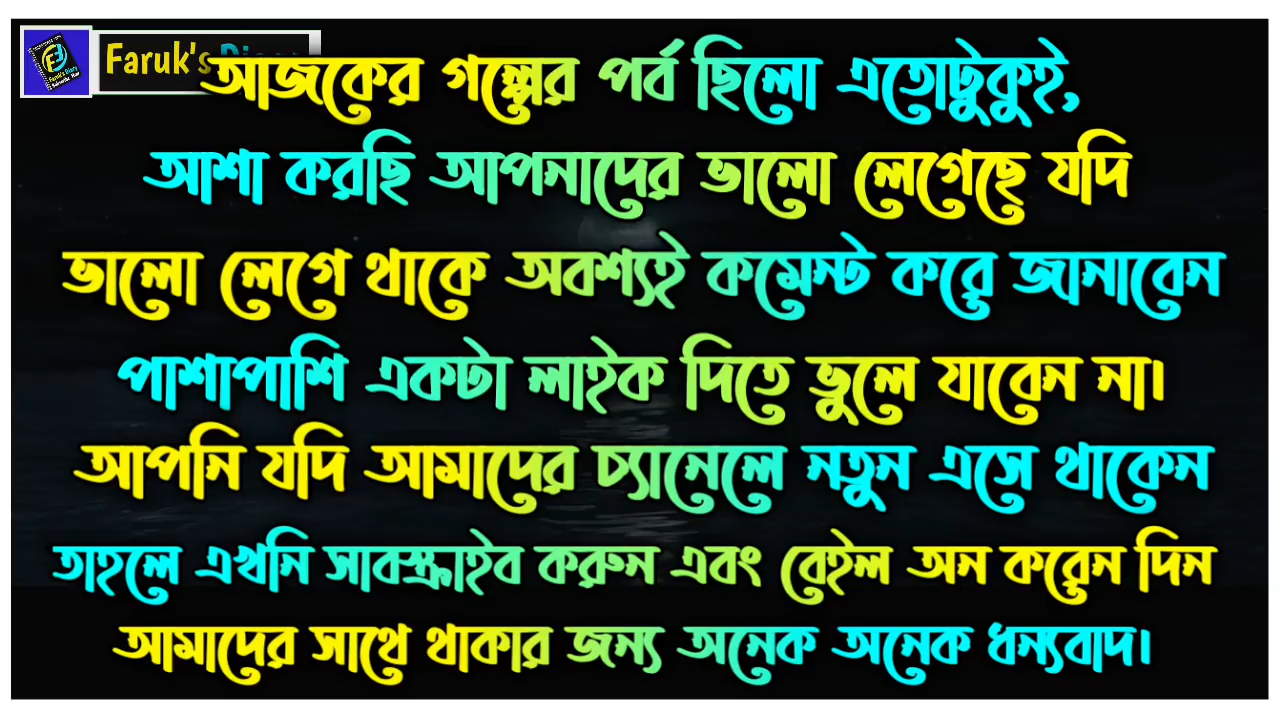 Faruk's Diary
আজকের গল্পের পর্ব ছিলো এতোটুকুই,
আশা করছি আপনাদের ভালো লেগেছে যদি
ভালো লেগে থাকে অবশ্যই কমেন্ট করে জানাবেন
পাশাপাশি একটা লাইক দিতে ভুলে যাবেন না।
আপনি যদি আমাদের চ্যানেলে নতুন এসে থাকেন
তাহলে এখনি সাবস্ক্রাইব করুন এবং বেইল অন করেন দিন
আমাদের সাথে থাকার জন্য অনেক অনেক ধন্যবাদ।